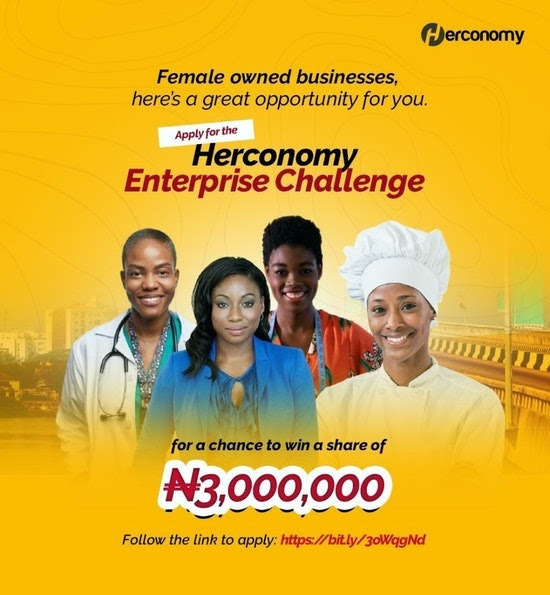 Herconomy
Female owned businesses,
here's a great opportunity for you.
Apply for the
Herconomy
Enterprise Challenge
for a chance to win a share of
₦3,000,000
Follow the link to apply: https://bit.ly/3oWqgNd